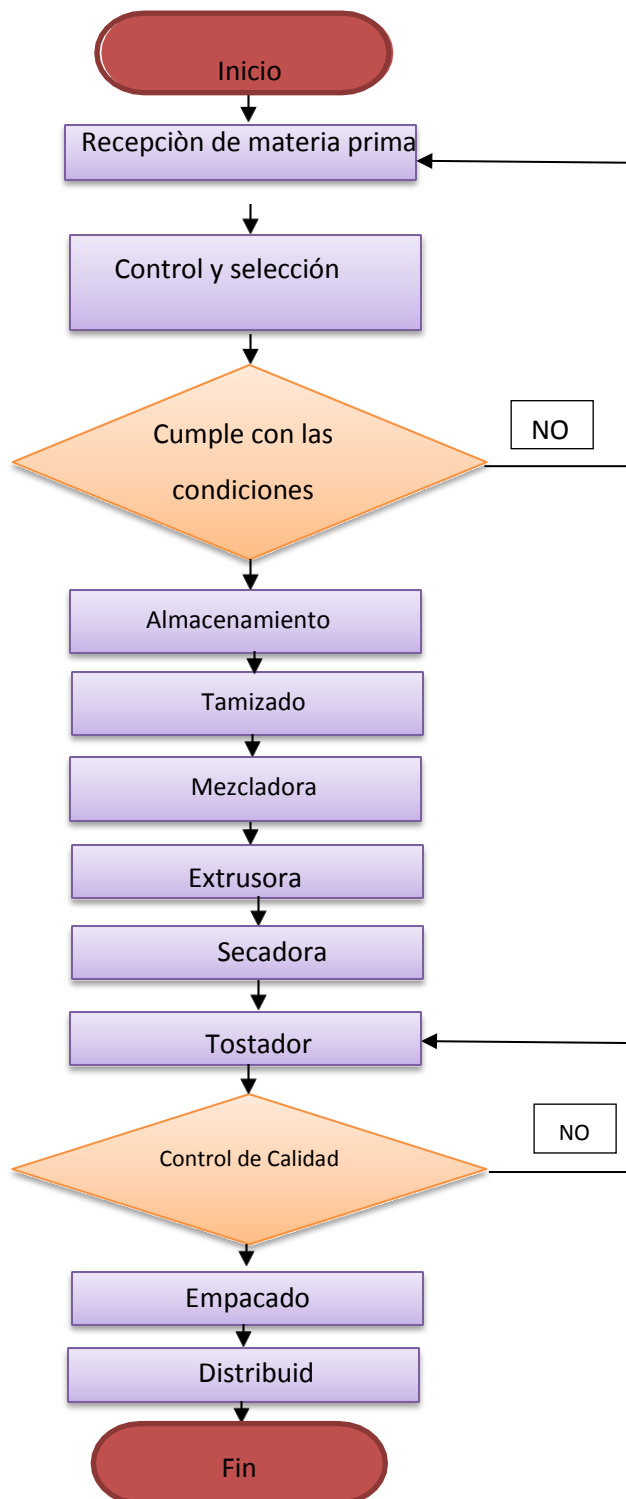 Inicio
Recepciòn de materia prima
Control y selección
Cumple con las
condiciones
NO
Almacenamiento
Tamizado
Mezcladora
Extrusora
Secadora
Tostador
Control de Calidad
NO
Empacado
Distribuid
Fin